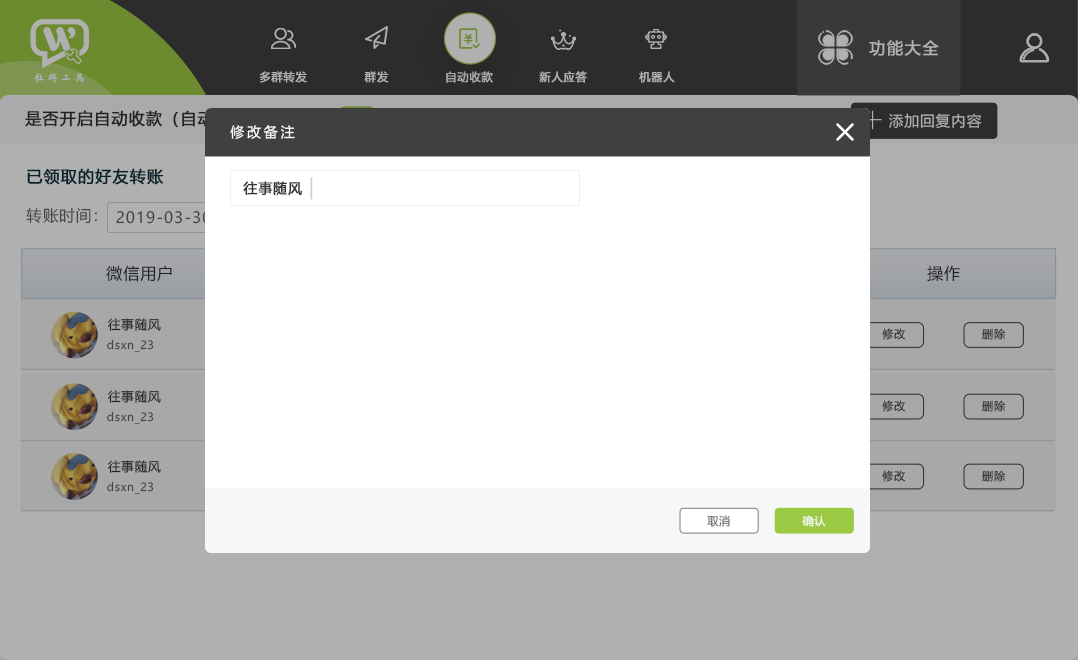 多群转发
群发
自动收款
新人应答
机器人
功能大全
是否开启自动收款（自动
添加回复内容
修改备注
往事随风
已领取的好友转账
转账时间：
2019-03-30
微信用户
操作
往事随风
dsxn_23
修改
删除
往事随风
dsxn_23
修改
删除
往事随风
dsxn_23
修改
删除
取消
确认